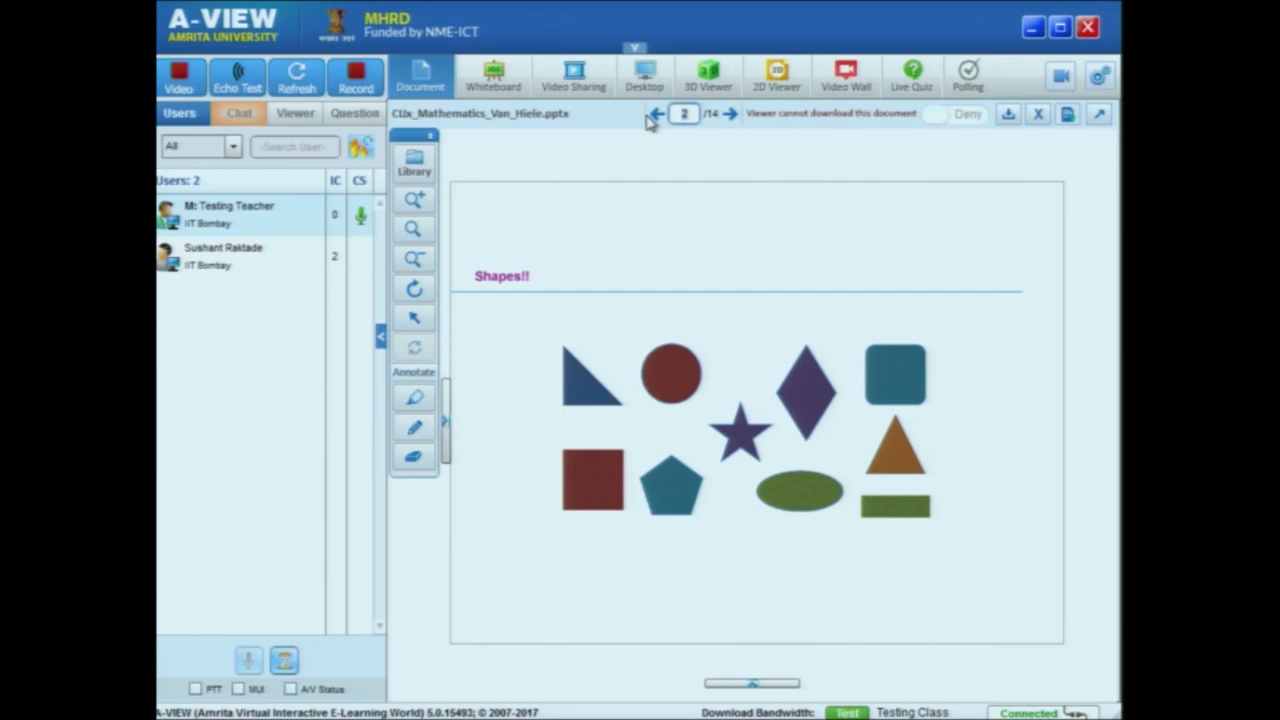 A-VIEW
AMRITA UNIVERSITY
MHRD
Funded by NME-ICT
Video
Echo Test
Refresh
Record
Document
Whiteboard
Video Sharing
Desktop
3D Viewer
2D Viewer
Video Wall
Live Quiz
Polling
Users
Chat
Viewer
Question
CUx_Mathematics_Van_Hiele.pptx
2
/14
Viewer cannot download this document
Deny
All
-Search User-
Library
Users: 2
IC
CS
M: Testing Teacher
0
IIT Bombay
Sushant Raktade
2
IIT Bombay
Shapes!!
Annotate
PTT
MUI
A/V Status
A-VIEW (Amrita Virtual Interactive E-Learning World) 5.0.15493; © 2007-2017
Download Bandwidth:
Test
Testing Class
Connected